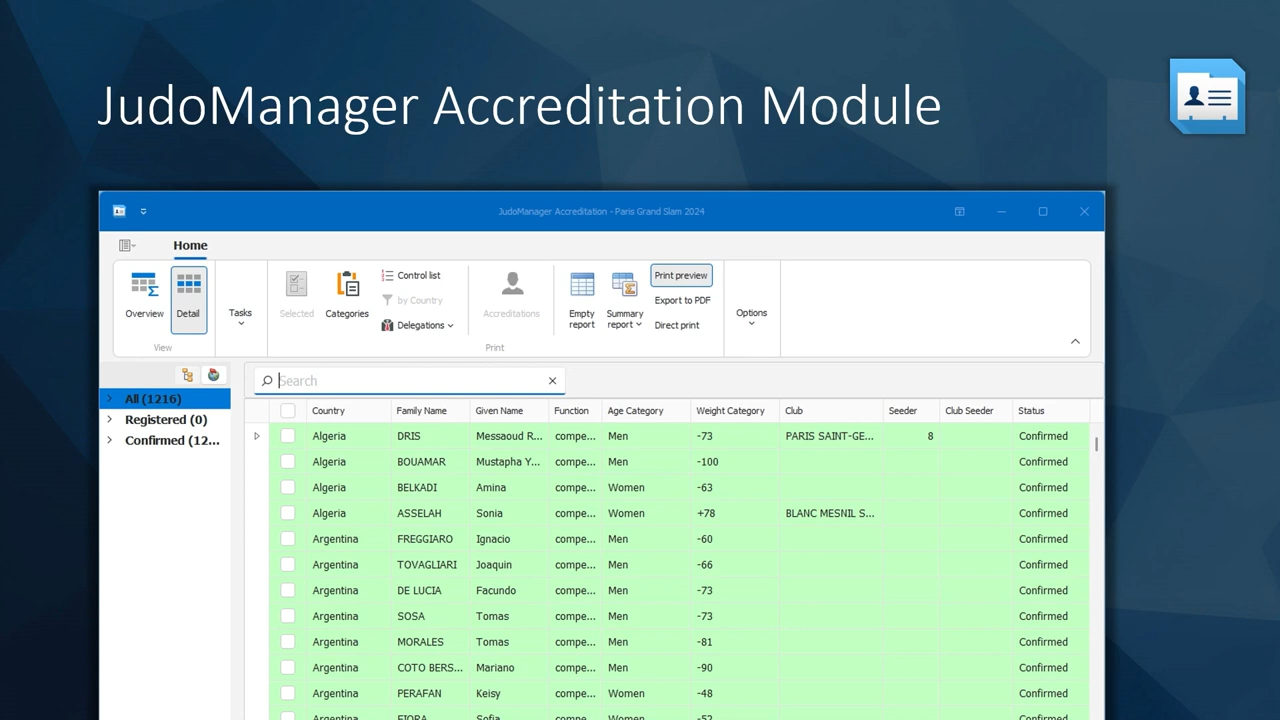 JudoManager Accreditation Module
JudoManager Accreditation - Paris Grand Slam 2024
Home
Overview
Detail
View
Tasks
Selected
Categories
Control list
by Country
Delegations
Accreditations
Empty report
Summary report
Print preview
Export to PDF
Direct print
Print
Options
All (1216)
Registered (0)
Confirmed (12...
Search
Country Family Name Given Name Function Age Category Weight Category Club Seeder Club Seeder Status
Algeria DRIS Messaoud R... compe... Men -73 PARIS SAINT-GE... 8 Confirmed
Algeria BOUAMAR Mustapha Y... compe... Men -100 Confirmed
Algeria BELKADI Amina compe... Women -63 Confirmed
Algeria ASSELAH Sonia compe... Women +78 BLANC MESNIL S... Confirmed
Argentina FREGGIARO Ignacio compe... Men -60 Confirmed
Argentina TOVAGLIARI Joaquin compe... Men -66 Confirmed
Argentina DE LUCIA Facundo compe... Men -73 Confirmed
Argentina SOSA Tomas compe... Men -73 Confirmed
Argentina MORALES Tomas compe... Men -81 Confirmed
Argentina COTO BERS... Mariano compe... Men -90 Confirmed
Argentina PERAFAN Keisy compe... Women -48 Confirmed
Argentina FIORA Sofia compe... Women -52 Confirmed